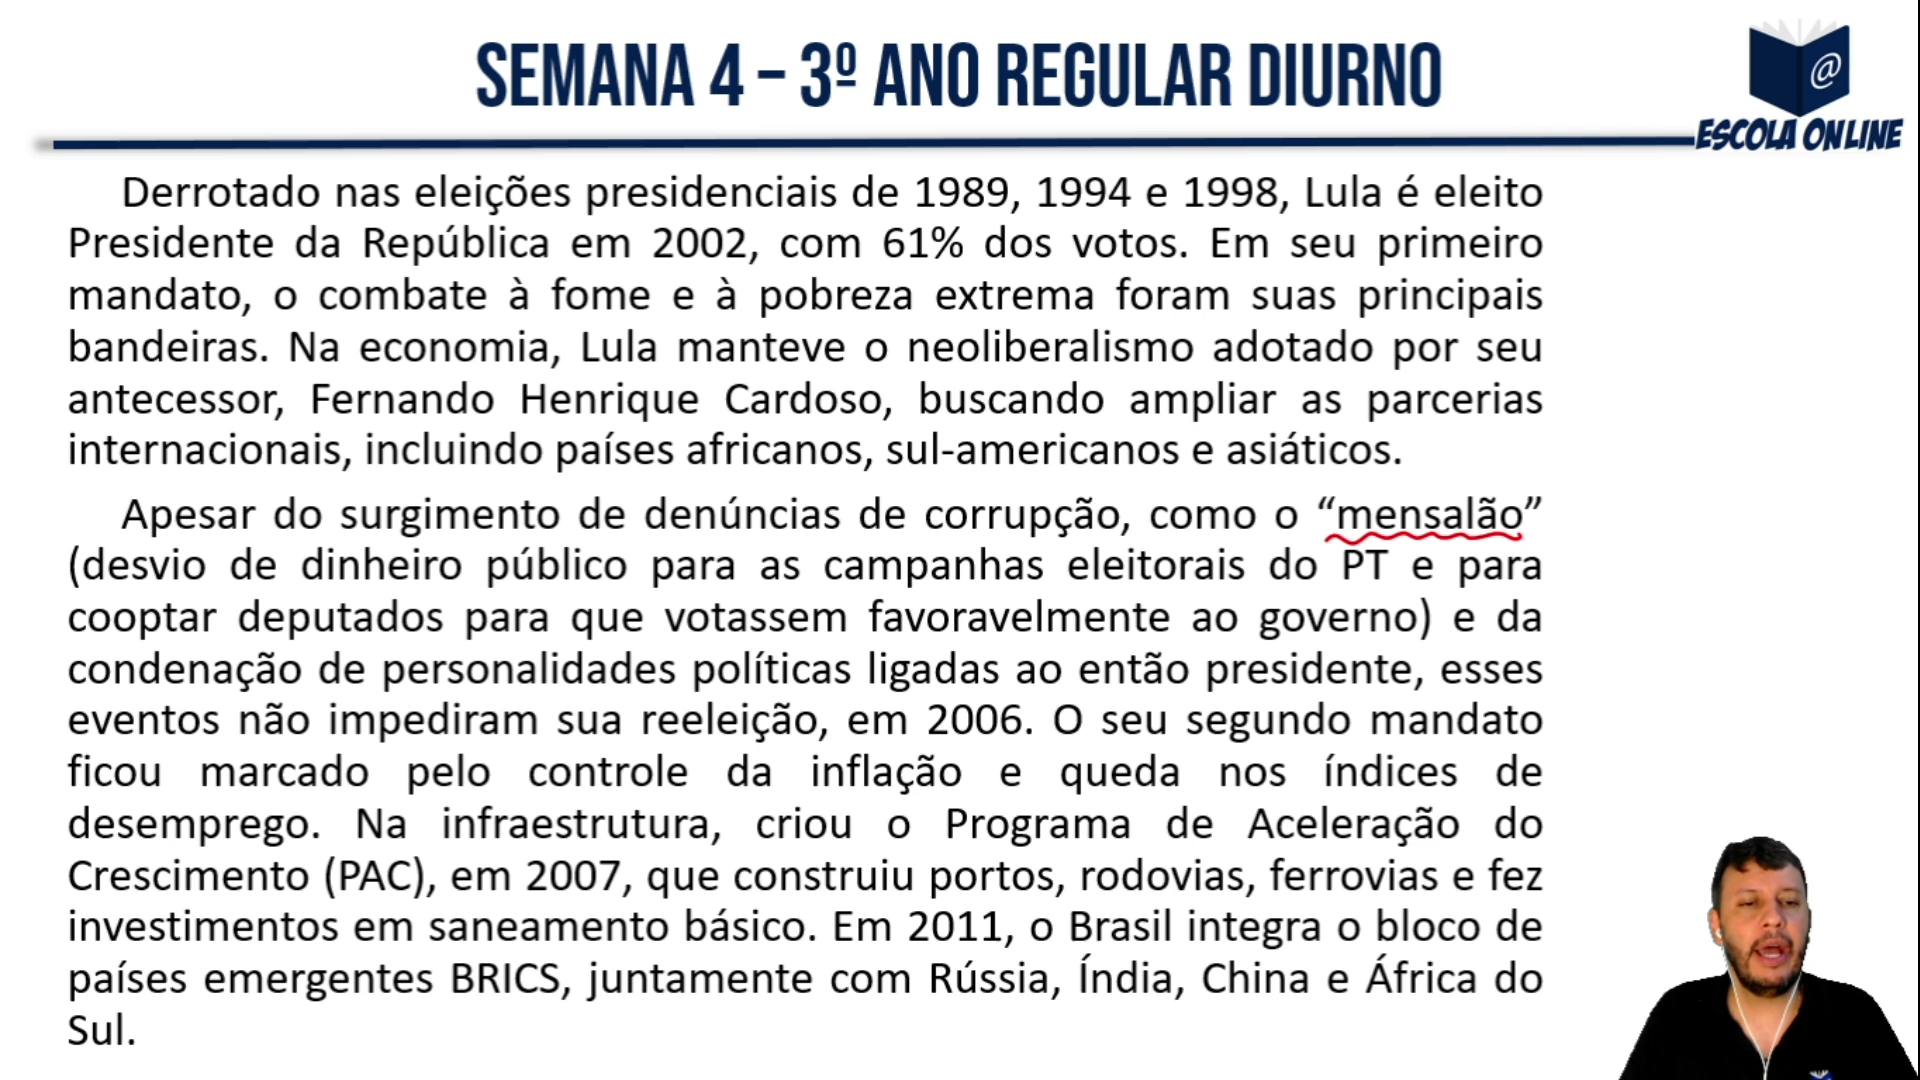 SEMANA 4 – 3º ANO REGULAR DIURNO
@
ESCOLA ONLINE
Derrotado nas eleições presidenciais de 1989, 1994 e 1998, Lula é eleito
Presidente da República em 2002, com 61% dos votos. Em seu primeiro
mandato, o combate à fome e à pobreza extrema foram suas principais
bandeiras. Na economia, Lula manteve o neoliberalismo adotado por seu
antecessor, Fernando Henrique Cardoso, buscando ampliar as parcerias
internacionais, incluindo países africanos, sul-americanos e asiáticos.
Apesar do surgimento de denúncias de corrupção, como o “mensalão”
(desvio de dinheiro público para as campanhas eleitorais do PT e para
cooptar deputados para que votassem favoravelmente ao governo) e da
condenação de personalidades políticas ligadas ao então presidente, esses
eventos não impediram sua reeleição, em 2006. O seu segundo mandato
ficou marcado pelo controle da inflação e queda nos índices de
desemprego. Na infraestrutura, criou o Programa de Aceleração do
Crescimento (PAC), em 2007, que construiu portos, rodovias, ferrovias e fez
investimentos em saneamento básico. Em 2011, o Brasil integra o bloco de
países emergentes BRICS, juntamente com Rússia, Índia, China e África do
Sul.